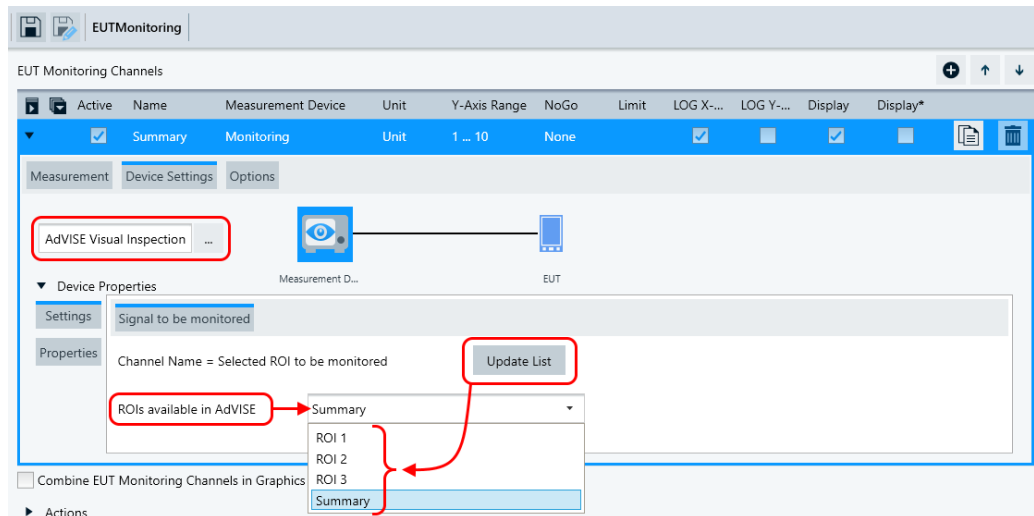 EUTMonitoring
EUT Monitoring Channels
Active Name Measurement Device Unit Y-Axis Range NoGo Limit LOG X-... LOG Y-... Display Display*
Summary Monitoring Unit 1 ... 10 None
Measurement Device Settings Options
AdVISE Visual Inspection ...
Measurement D... EUT
Device Properties
Settings Signal to be monitored
Properties Channel Name = Selected ROI to be monitored Update List
ROIs available in AdVISE Summary
ROI 1
ROI 2
Combine EUT Monitoring Channels in Graphics ROI 3
Summary
Actions